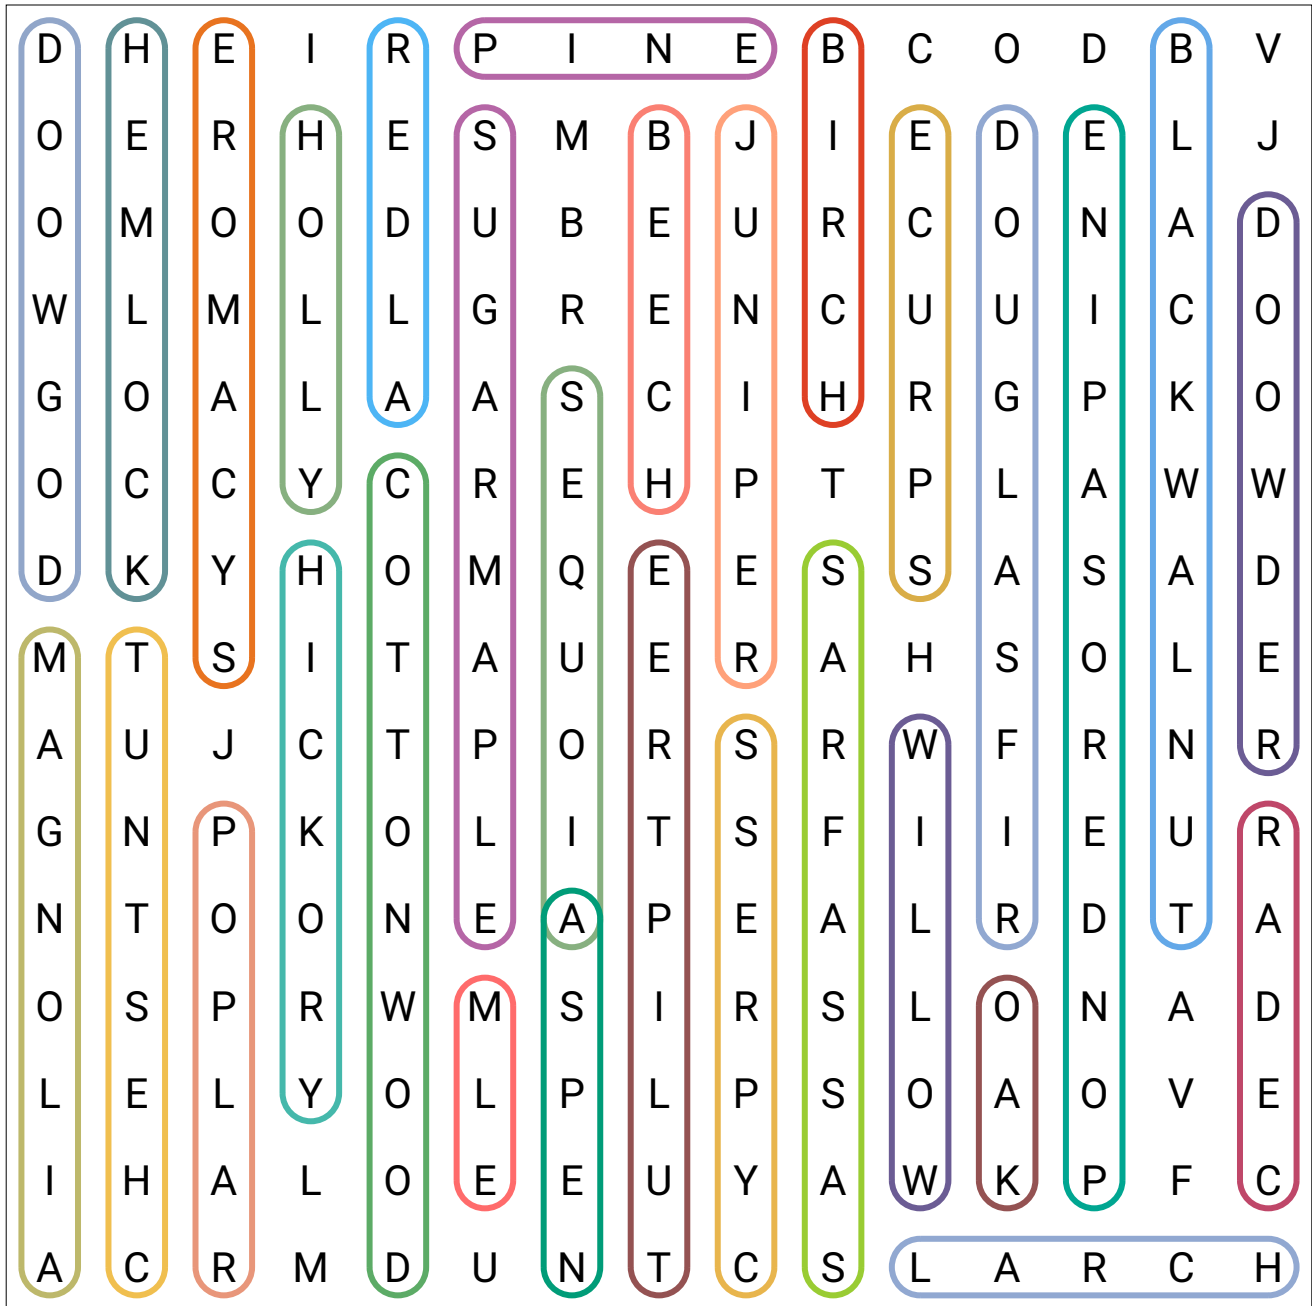 D H E I R P I N E B C O D B V
O E R H E S M B J I E D E L J
O M O O D U B E U R C O N A D
W L M L L G R E N C U U I C O
G O A L A A S C I H R G P K O
O C C Y C R E H P T P L A W W
D K Y H O M Q E E S S A S A D
M T S I T A U E R A H S O L E
A U J C T P O R S R W F R N R
G N P K O L I T S F I I E U R
N T O O N E A P E A L R D T A
O S P R W M S I R S L O N A D
L E L Y O L P L P S O A O V E
I H A L O E E U Y A W K P F C
A C R M D U N T C S L A R C H